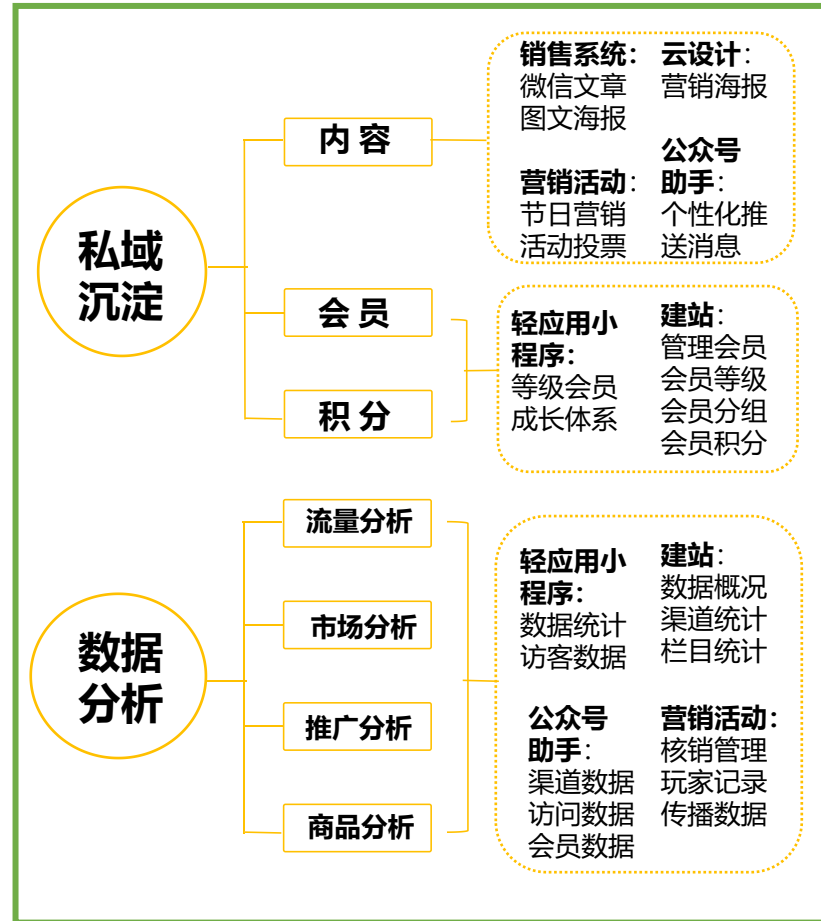 私域
沉淀
内 容
销售系统：
微信文章
图文海报
云设计：
营销海报
营销活动：
节日营销
活动投票
公众号
助手：
个性化推
送消息
会 员
积 分
轻应用小
程序：
等级会员
成长体系
建站：
管理会员
会员等级
会员分组
会员积分
数据
分析
流量分析
市场分析
推广分析
商品分析
轻应用小
程序：
数据统计
访客数据
建站：
数据概况
渠道统计
栏目统计
公众号
助手：
渠道数据
访问数据
会员数据
营销活动：
核销管理
玩家记录
传播数据